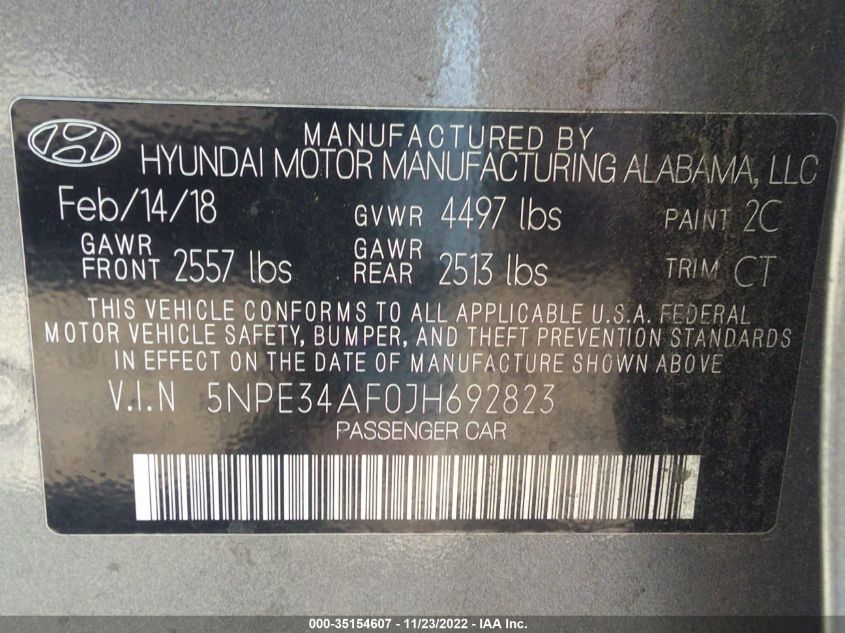 MANUFACTURED BY
HYUNDAI MOTOR MANUFACTURING ALABAMA, LLC
Feb/14/18 GVWR 4497 lbs PAINT 2C
GAWR FRONT 2557 lbs GAWR REAR 2513 lbs TRIM CT
THIS VEHICLE CONFORMS TO ALL APPLICABLE U.S.A. FEDERAL
MOTOR VEHICLE SAFETY, BUMPER, AND THEFT PREVENTION STANDARDS
IN EFFECT ON THE DATE OF MANUFACTURE SHOWN ABOVE
V.I.N 5NPE34AF0JH692823
PASSENGER CAR
000-35154607 - 11/23/2022 - IAA Inc.